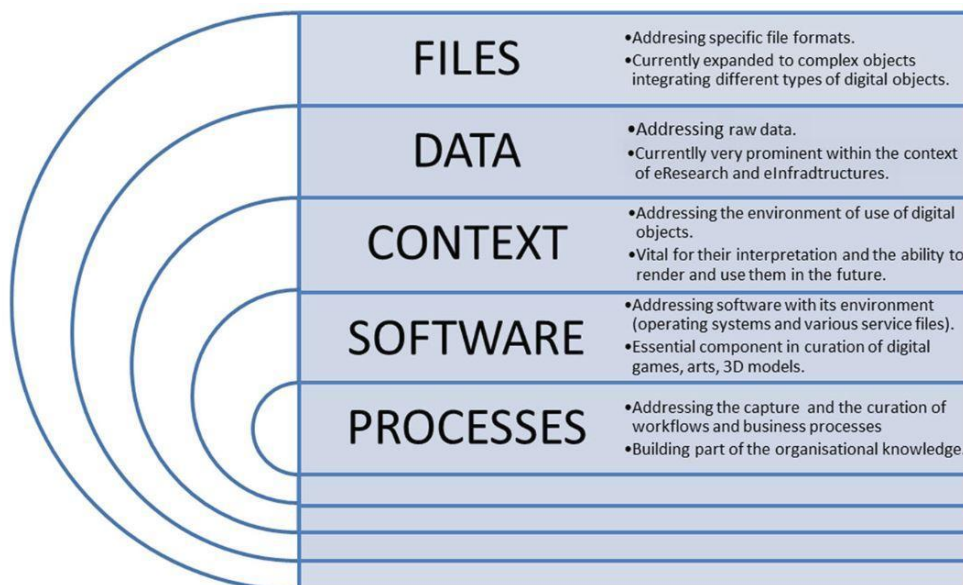 FILES
•Addresing specific file formats.
•Currently expanded to complex objects
integrating different types of digital objects.
DATA
•Addressing raw data.
•Currentlly very prominent within the context
of eResearch and eInfradtructures.
CONTEXT
•Addressing the environment of use of digital
objects.
•Vital for their interpretation and the ability to
render and use them in the future.
SOFTWARE
•Addressing software with its environment
(operating systems and various service files).
•Essential component in curation of digital
games, arts, 3D models.
PROCESSES
•Addressing the capture and the curation of
workflows and business processes
•Building part of the organisational knowledge.